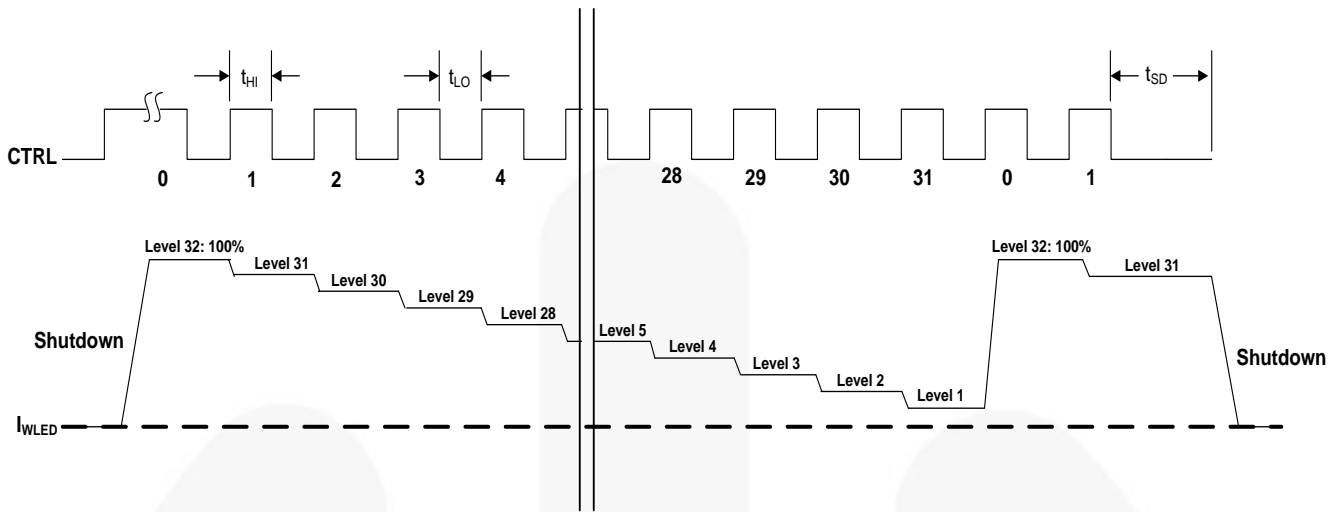 tHI
tLO
tSD
CTRL
0 1 2 3 4 28 29 30 31 0 1
Level 32: 100%
Level 31
Level 30
Level 29
Level 28
Level 5
Level 4
Level 3
Level 2
Level 1
Level 32: 100%
Level 31
Shutdown
Shutdown
IWLED